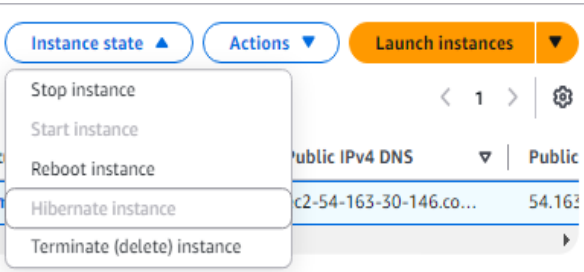 Instance state
Actions
Launch instances
Stop instance
1
Start instance
Reboot instance
Public IPv4 DNS
Public
Hibernate instance
c2-54-163-30-146.co...
54.163
Terminate (delete) instance